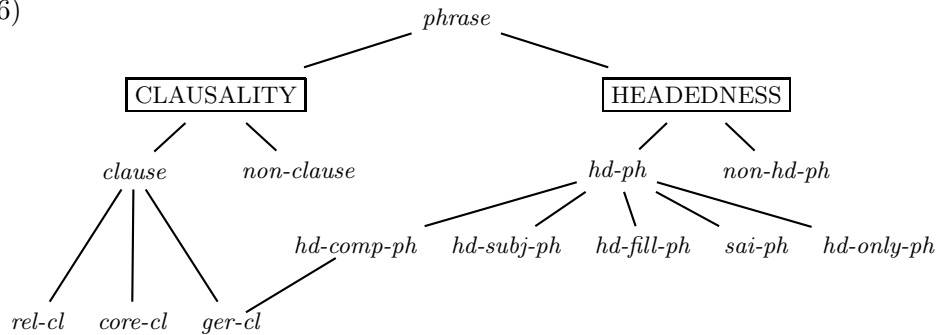 6)
phrase
CLAUSALITY HEADEDNESS
clause non-clause hd-ph non-hd-ph
hd-comp-ph hd-subj-ph hd-fill-ph sai-ph hd-only-ph
rel-cl core-cl ger-cl